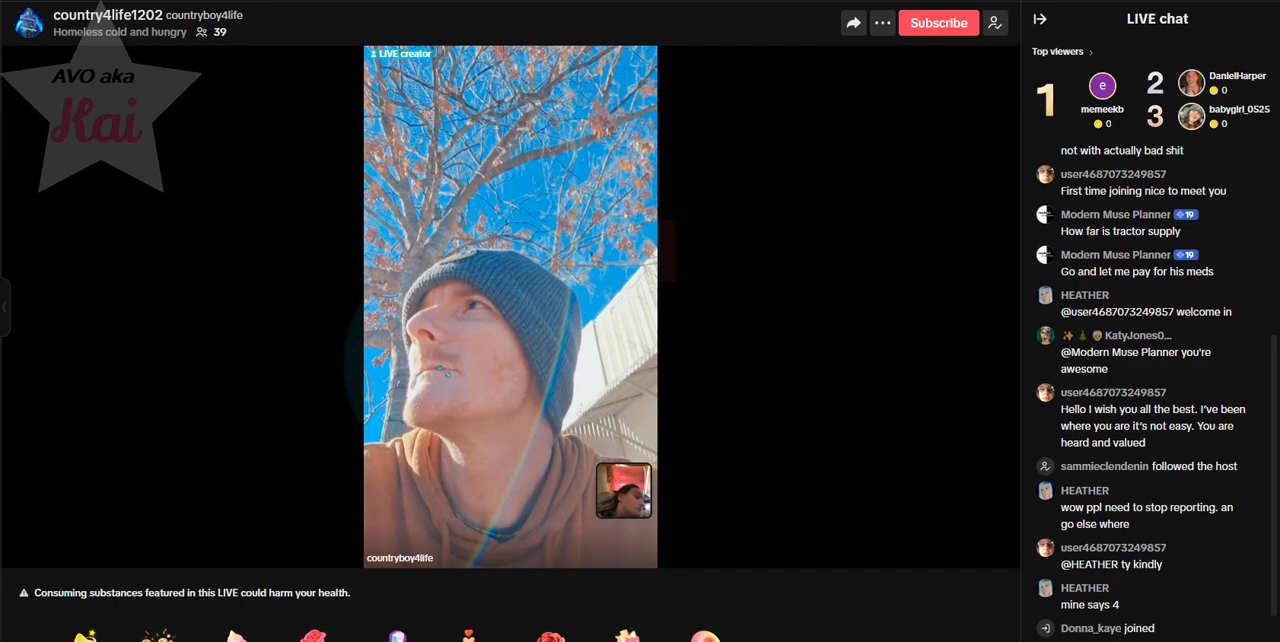 country4life1202 countryboy4life
Homeless cold and hungry 39
Subscribe
LIVE chat
AVO aka
Kai
LIVE creator
countryboy4life
Consuming substances featured in this LIVE could harm your health.
Top viewers
1
e
memeekb
0
2
DanielHarper
0
3
babygirl_0525
0
not with actually bad shit
user4687073249857
First time joining nice to meet you
Modern Muse Planner 19
How far is tractor supply
Modern Muse Planner 19
Go and let me pay for his meds
HEATHER
@user4687073249857 welcome in
KatyJones0...
@Modern Muse Planner you're
awesome
user4687073249857
Hello I wish you all the best. I've been
where you are it's not easy. You are
heard and valued
sammieclendenin followed the host
HEATHER
wow ppl need to stop reporting. an
go else where
user4687073249857
@HEATHER ty kindly
HEATHER
mine says 4
Donna_kaye joined